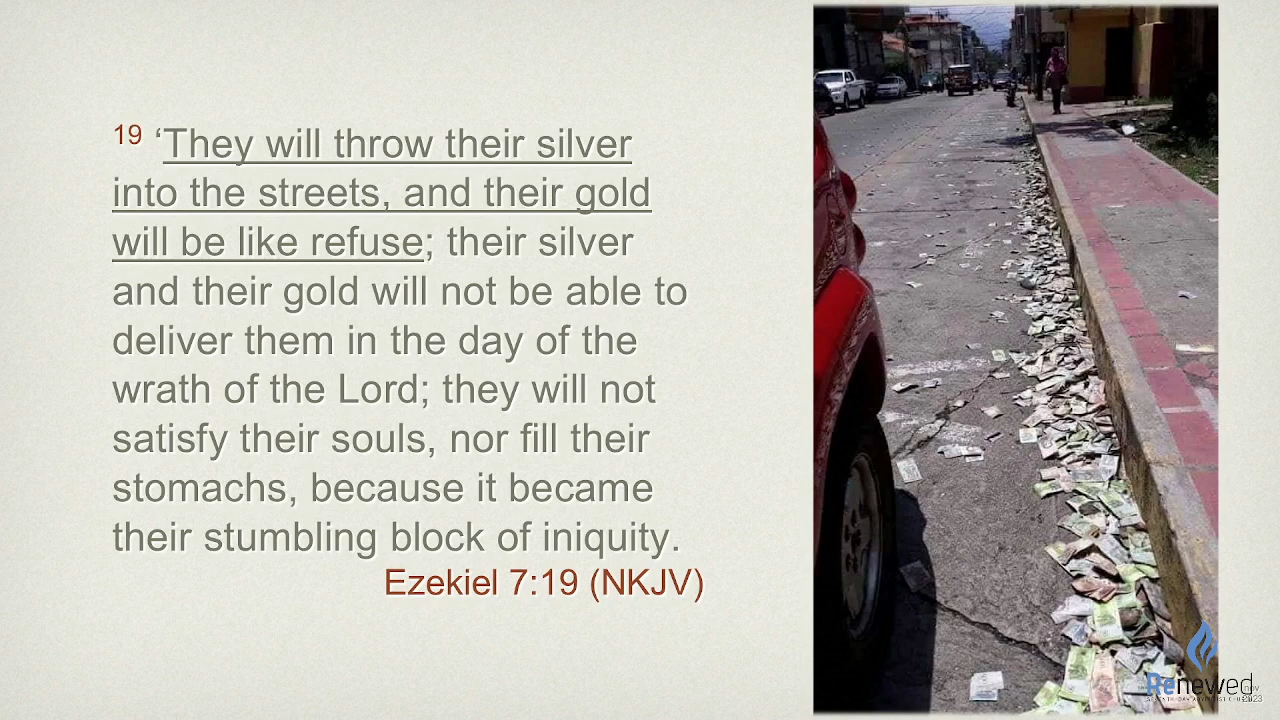 19 ‘They will throw their silver
into the streets, and their gold
will be like refuse; their silver
and their gold will not be able to
deliver them in the day of the
wrath of the Lord; they will not
satisfy their souls, nor fill their
stomachs, because it became
their stumbling block of iniquity.
Ezekiel 7:19 (NKJV)
Renewed
2023